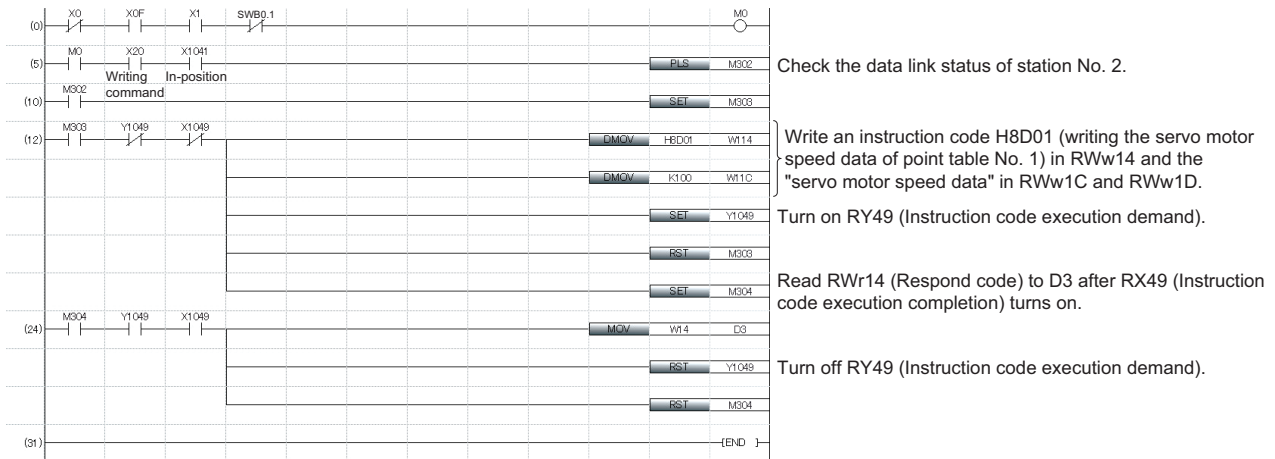 X0 X0F X1 SWB0.1 M0
(0)
M0 X20 X1041
(5) PLS M302 Check the data link status of station No. 2.
Writing In-position
command
M302
(10) SET M303
M303 Y1049 X1049
(12) DMOV H8D01 W114
Write an instruction code H8D01 (writing the servo motor
speed data of point table No. 1) in RWw14 and the
"servo motor speed data" in RWw1C and RWw1D.
DMOV K100 W11C
SET Y1049 Turn on RY49 (Instruction code execution demand).
RST M303
SET M304
Read RWr14 (Respond code) to D3 after RX49 (Instruction
code execution completion) turns on.
M304 Y1049 X1049
(24) MOV W14 D3
RST Y1049 Turn off RY49 (Instruction code execution demand).
RST M304
(31) [END ]